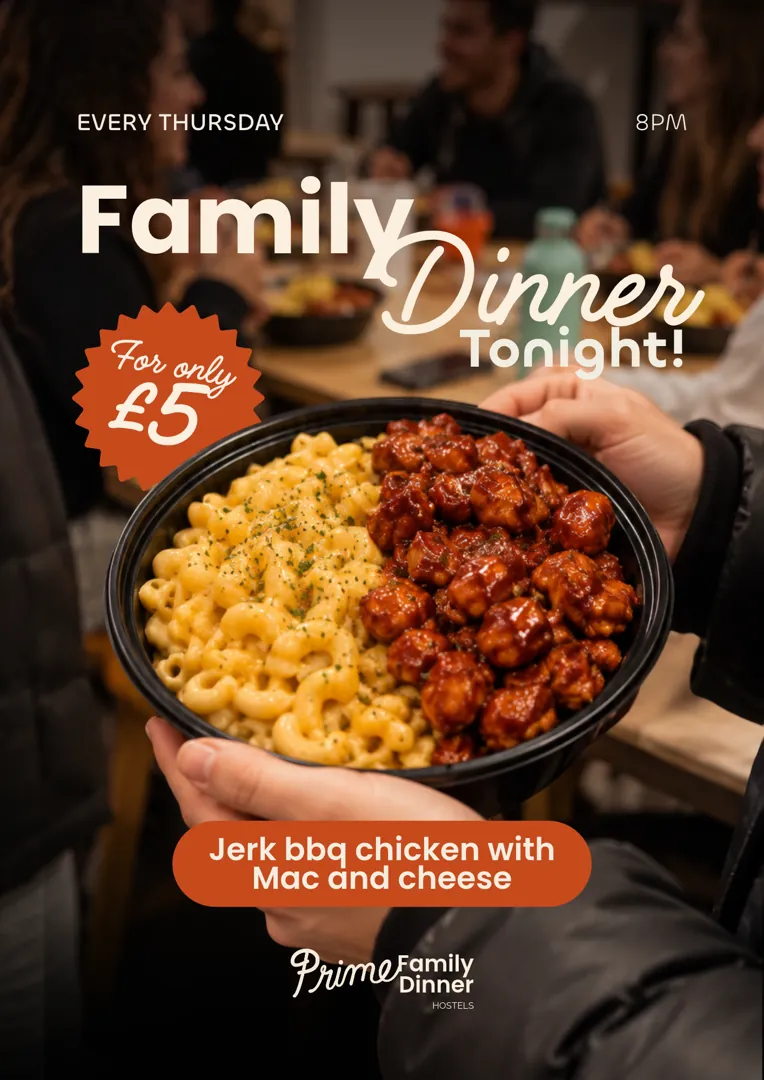 EVERY THURSDAY
8PM
Family
Dinner
Tonight!
For only
£5
Jerk bbq chicken with
Mac and cheese
Prime Family
Dinner
HOSTELS